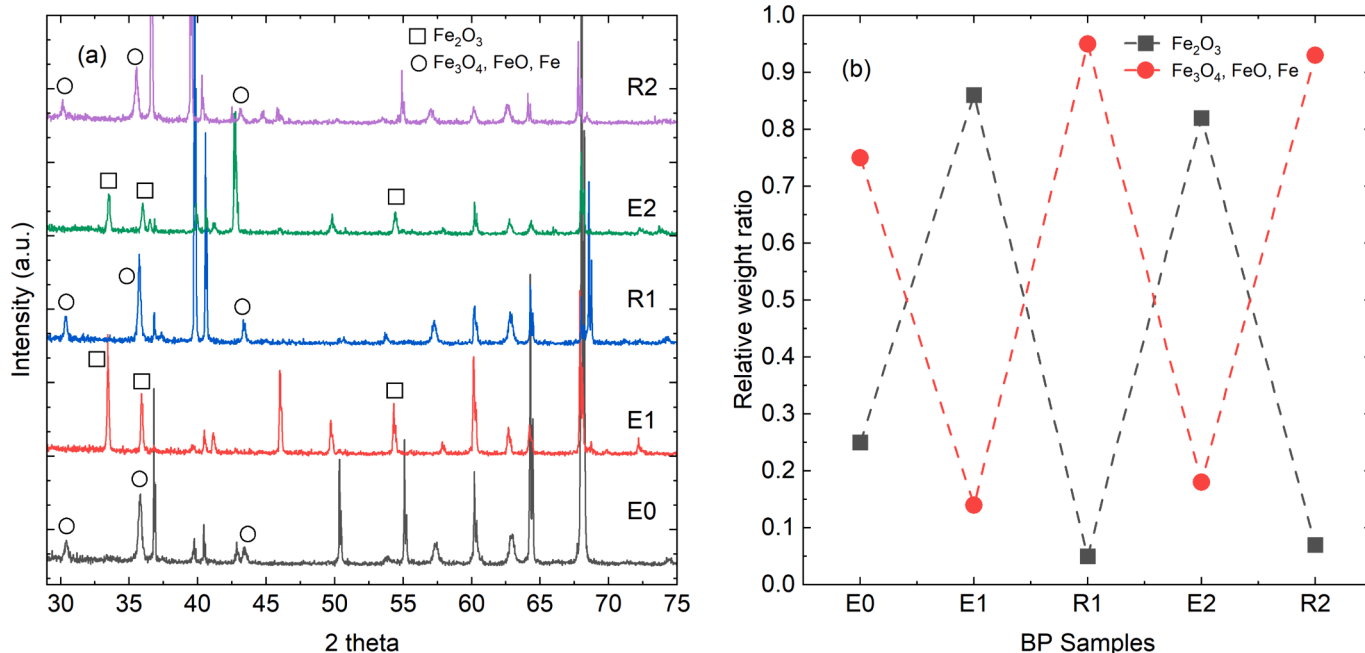 (a)
Fe₂O₃
Fe₃O₄, FeO, Fe
R2
E2
R1
E1
E0
Intensity (a.u.)
30 35 40 45 50 55 60 65 70 75
2 theta
(b)
Fe₂O₃
Fe₃O₄, FeO, Fe
1.0
0.9
0.8
0.7
0.6
0.5
0.4
0.3
0.2
0.1
0.0
Relative weight ratio
E0 E1 R1 E2 R2
BP Samples